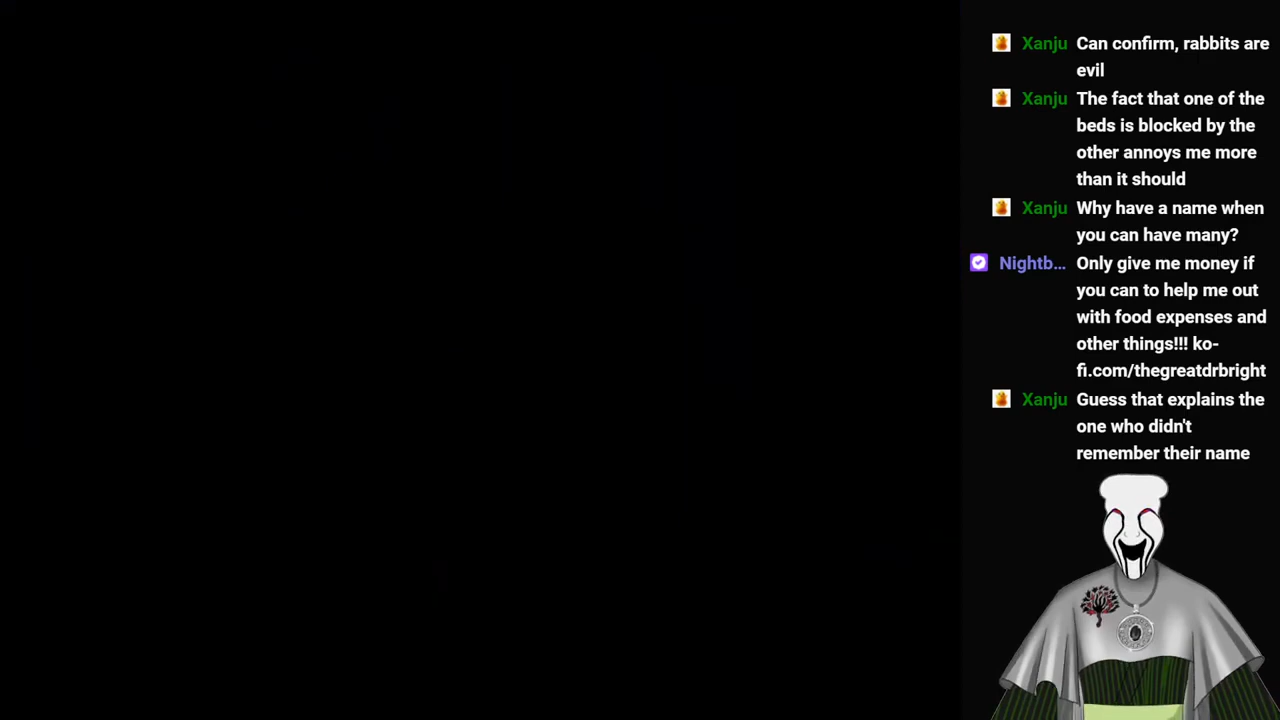 Xanju Can confirm, rabbits are
evil
Xanju The fact that one of the
beds is blocked by the
other annoys me more
than it should
Xanju Why have a name when
you can have many?
Nightb… Only give me money if
you can to help me out
with food expenses and
other things!!! ko-
fi.com/thegreatdrbright
Xanju Guess that explains the
one who didn't
remember their name